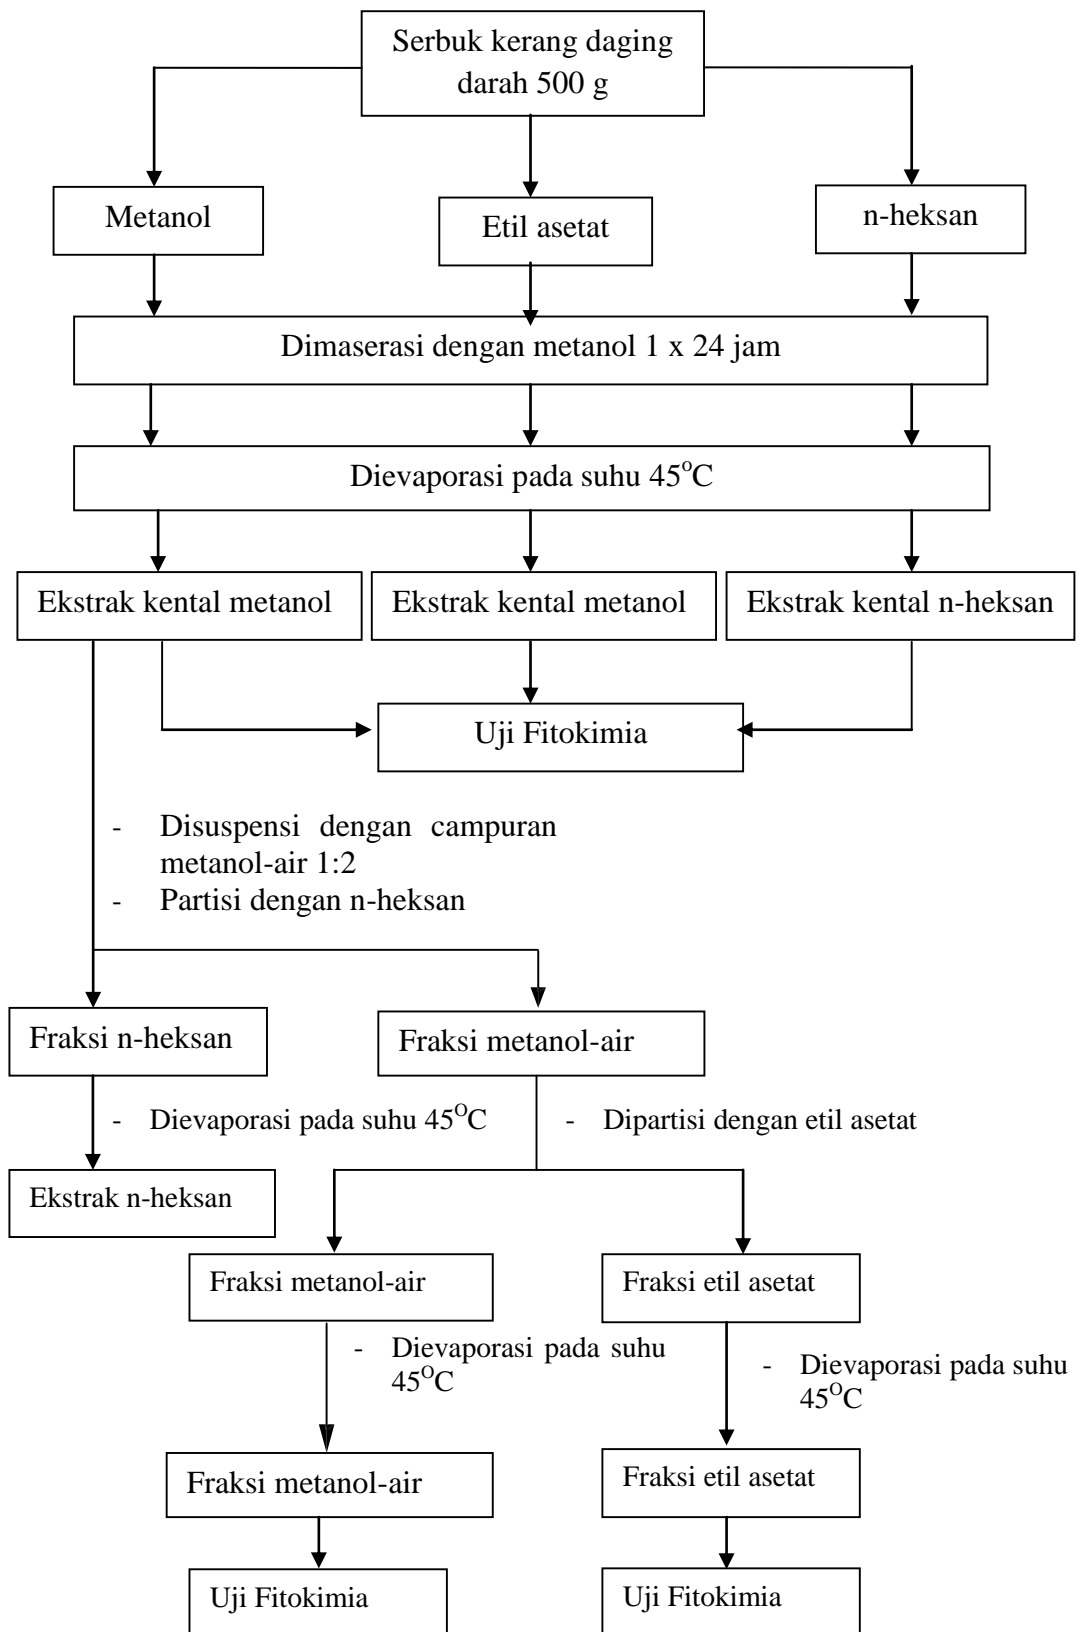 Serbuk kerang daging
darah 500 g
Metanol
Etil asetat
n-heksan
Dimaserasi dengan metanol 1 x 24 jam
Dievaporasi pada suhu 45°C
Ekstrak kental metanol
Ekstrak kental metanol
Ekstrak kental n-heksan
Uji Fitokimia
- Disuspensi dengan campuran
metanol-air 1:2
- Partisi dengan n-heksan
Fraksi n-heksan
Fraksi metanol-air
- Dievaporasi pada suhu 45^OC
- Dipartisi dengan etil asetat
Ekstrak n-heksan
Fraksi metanol-air
Fraksi etil asetat
- Dievaporasi pada suhu
45^OC
- Dievaporasi pada suhu
45^OC
Fraksi metanol-air
Fraksi etil asetat
Uji Fitokimia
Uji Fitokimia